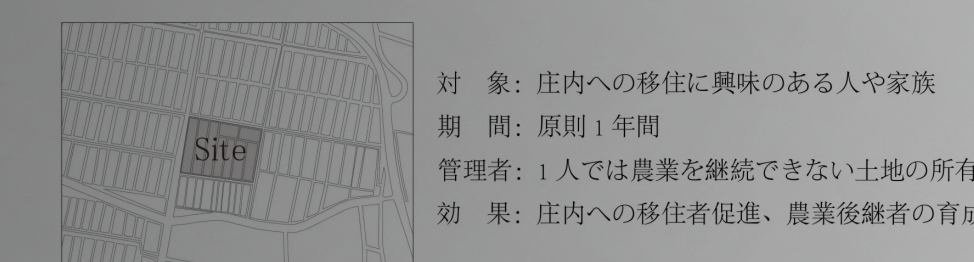 Site
対　象： 庄内への移住に興味のある人や家族
期　間： 原則 1 年間
管理者： 1 人では農業を継続できない土地の所有
効　果： 庄内への移住者促進、農業後継者の育成